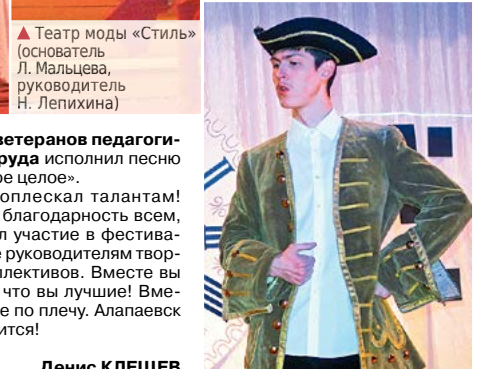 ▲ Театр моды «Стиль»
(основатель
Л. Мальцева,
руководитель
Н. Лепихина)
ветеранов педагоги-
руда исполнил песню
ое целое».
оплескал талантам!
благодарность всем,
л участие в фестива-
е руководителям твор-
ллективов. Вместе вы
что вы лучшие! Вме-
е по плечу. Алапаевск
ится!
Денис КЛЕЩЕВ